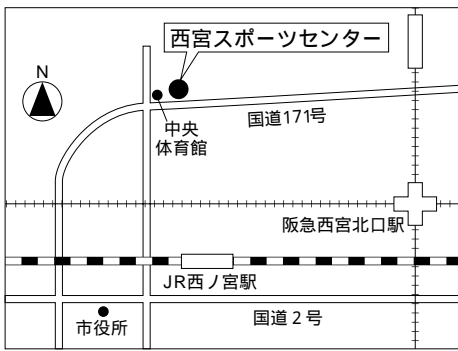 西宮スポーツセンター
N
中央
体育館
国道171号
阪急西宮北口駅
JR西ノ宮駅
市役所
国道2号